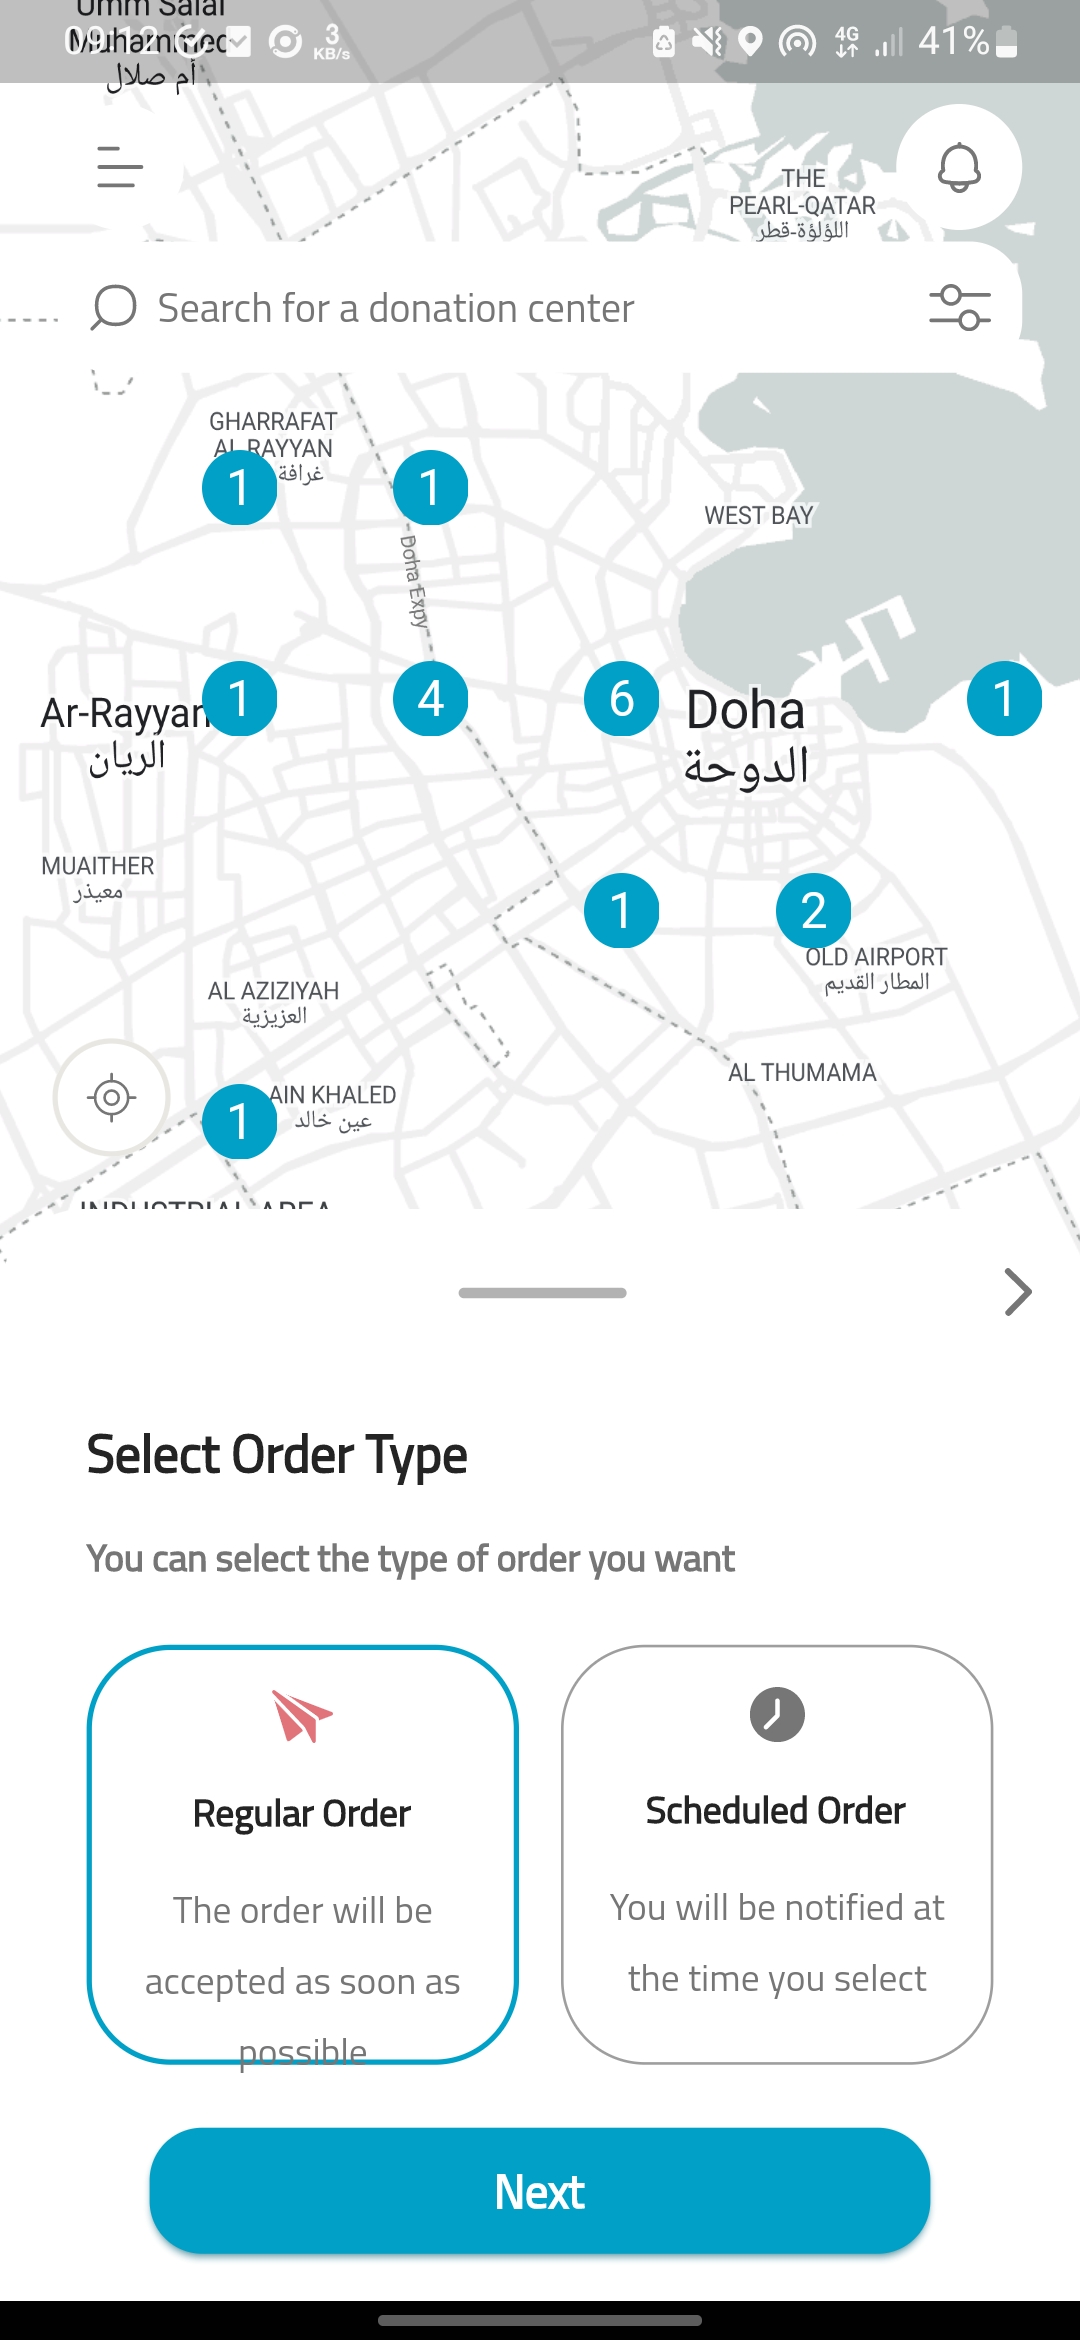 Umm Salal
09:12
Muhammed
3
KB/s
4G
41%
أم صلال
THE
PEARL-QATAR
اللؤلؤة-قطر
Search for a donation center
GHARRAFAT
AL RAYYAN
غرافة
1
1
WEST BAY
Doha Expy
Ar-Rayyan
الريان
1
4
6
Doha
الدوحة
1
MUAITHER
معيذر
1
2
OLD AIRPORT
المطار القديم
AL AZIZIYAH
العزيزية
AL THUMAMA
1
AIN KHALED
عين خالد
INDUSTRIAL AREA
Select Order Type
You can select the type of order you want
Regular Order
The order will be
accepted as soon as
possible
Scheduled Order
You will be notified at
the time you select
Next